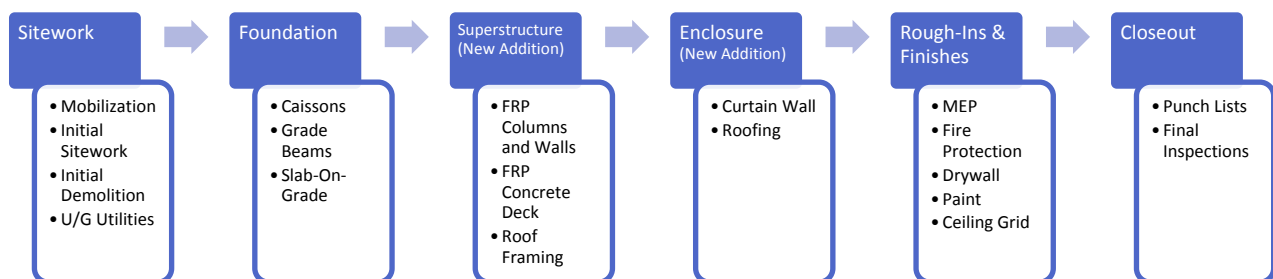 Sitework
• Mobilization
• Initial
Sitework
• Initial
Demolition
• U/G Utilities
Foundation
• Caissons
• Grade
Beams
• Slab-On-
Grade
Superstructure
(New Addition)
• FRP
Columns
and Walls
• FRP
Concrete
Deck
• Roof
Framing
Enclosure
(New Addition)
• Curtain Wall
• Roofing
Rough-Ins &
Finishes
• MEP
• Fire
Protection
• Drywall
• Paint
• Ceiling Grid
Closeout
• Punch Lists
• Final
Inspections